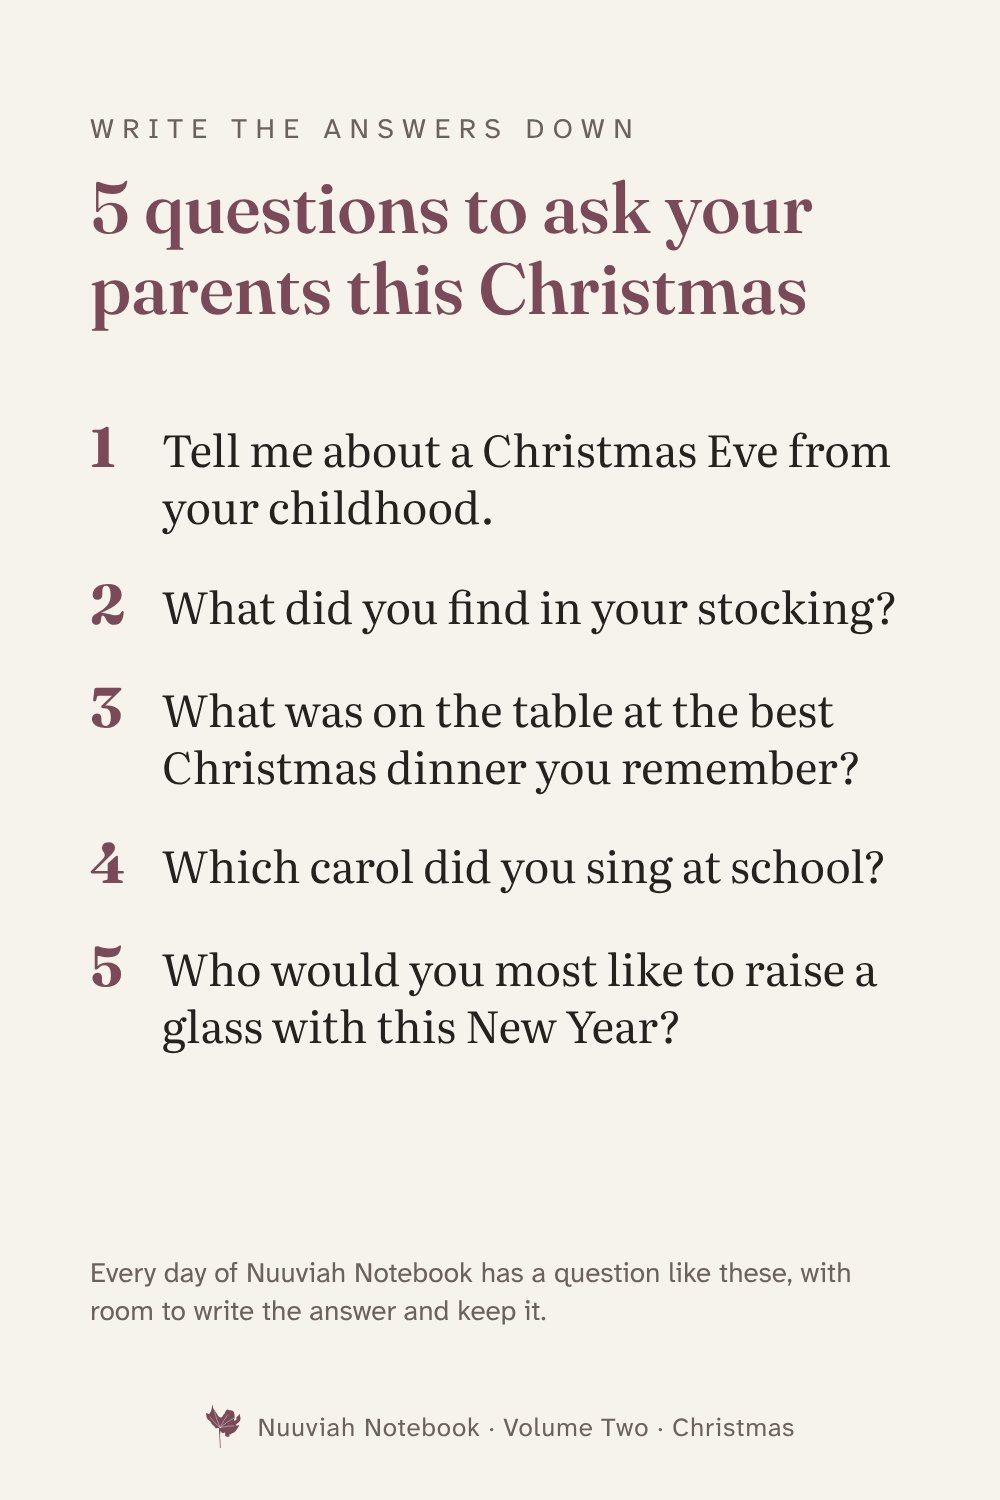 WRITE THE ANSWERS DOWN
5 questions to ask your
parents this Christmas
1 Tell me about a Christmas Eve from
your childhood.
2 What did you find in your stocking?
3 What was on the table at the best
Christmas dinner you remember?
4 Which carol did you sing at school?
5 Who would you most like to raise a
glass with this New Year?
Every day of Nuuviah Notebook has a question like these, with
room to write the answer and keep it.
Nuuviah Notebook · Volume Two · Christmas